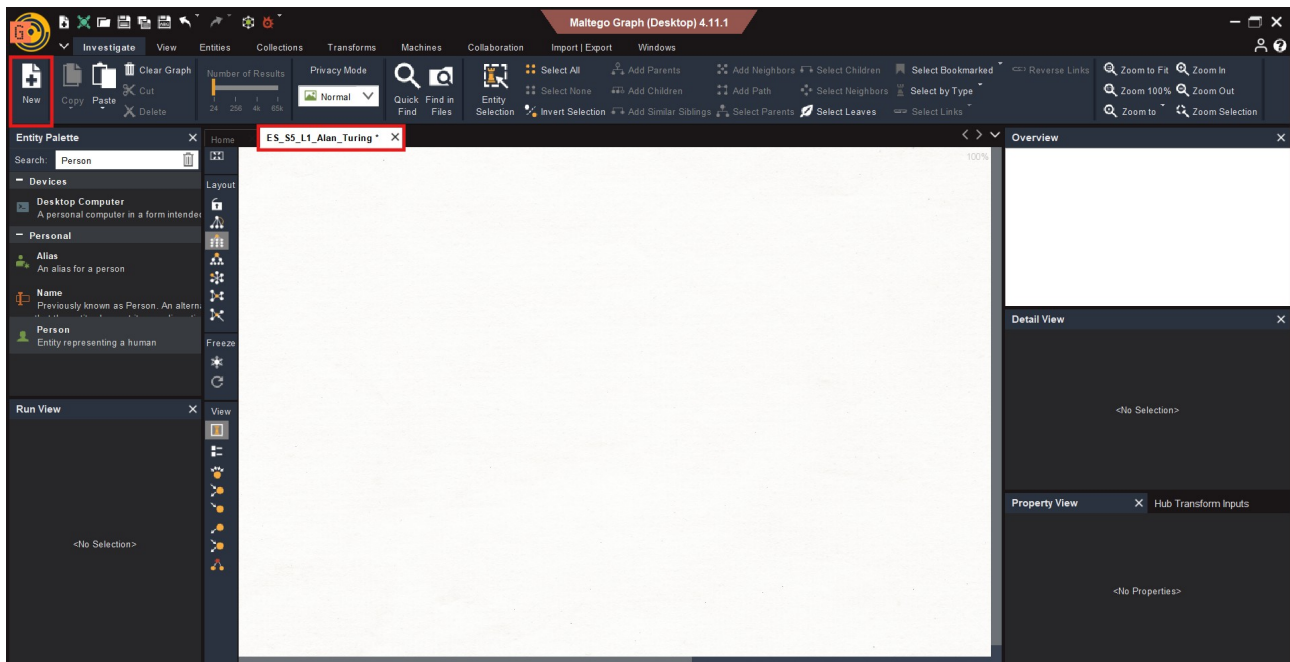 Maltego Graph (Desktop) 4.11.1
Investigate View Entities Collections Transforms Machines Collaboration Import | Export Windows
New
Copy
Paste
Clear Graph
Cut
Delete
Number of Results
24 256 4k 65k
Privacy Mode
Normal
Quick Find
Find in Files
Entity Selection
Select All
Select None
Invert Selection
Add Parents
Add Children
Add Similar Siblings
Add Neighbors
Add Path
Select Parents
Select Children
Select Neighbors
Select Leaves
Select Bookmarked
Select by Type
Select Links
Reverse Links
Zoom to Fit
Zoom In
Zoom 100%
Zoom Out
Zoom to
Zoom Selection
Entity Palette
Search: Person
Devices
Desktop Computer
A personal computer in a form intended
Personal
Alias
An alias for a person
Name
Previously known as Person. An altern
Person
Entity representing a human
Run View
<No Selection>
Home
ES_S5_L1_Alan_Turing *
Layout
Freeze
View
100%
Overview
Detail View
<No Selection>
Property View
Hub Transform Inputs
<No Properties>